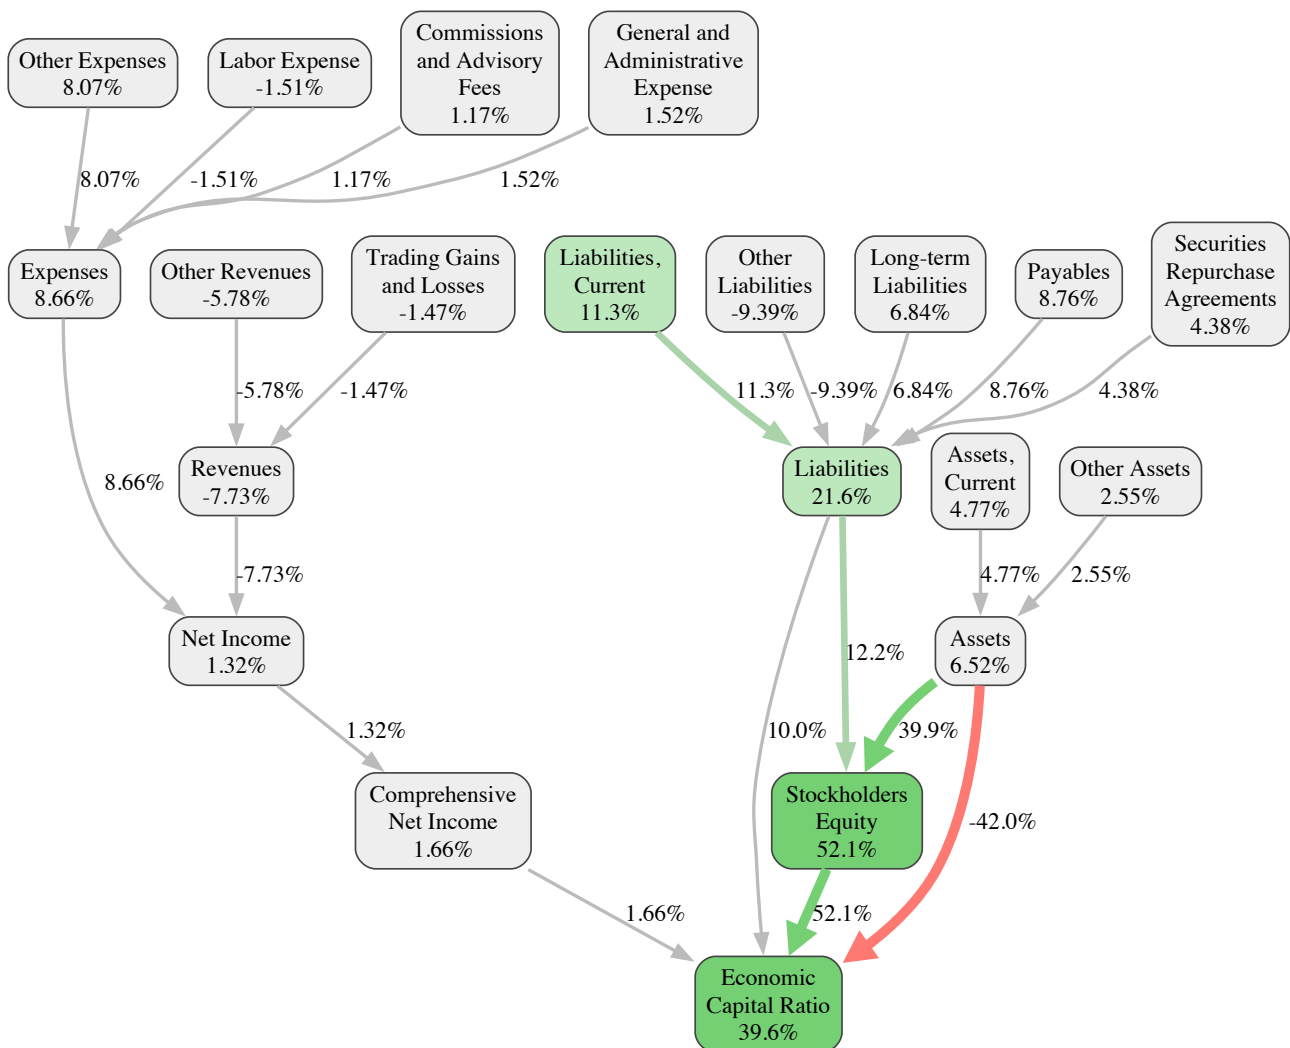 Other Expenses
8.07%
Labor Expense
-1.51%
Commissions
and Advisory
Fees
1.17%
General and
Administrative
Expense
1.52%
8.07%
-1.51%
1.17%
1.52%
Expenses
8.66%
Other Revenues
-5.78%
Trading Gains
and Losses
-1.47%
Liabilities,
Current
11.3%
Other
Liabilities
-9.39%
Long-term
Liabilities
6.84%
Payables
8.76%
Securities
Repurchase
Agreements
4.38%
-5.78%
-1.47%
11.3%
-9.39%
6.84%
8.76%
4.38%
8.66%
Revenues
-7.73%
Liabilities
21.6%
Assets,
Current
4.77%
Other Assets
2.55%
-7.73%
4.77%
2.55%
Net Income
1.32%
12.2%
Assets
6.52%
1.32%
10.0%
39.9%
Comprehensive
Net Income
1.66%
Stockholders
Equity
52.1%
-42.0%
1.66%
52.1%
Economic
Capital Ratio
39.6%